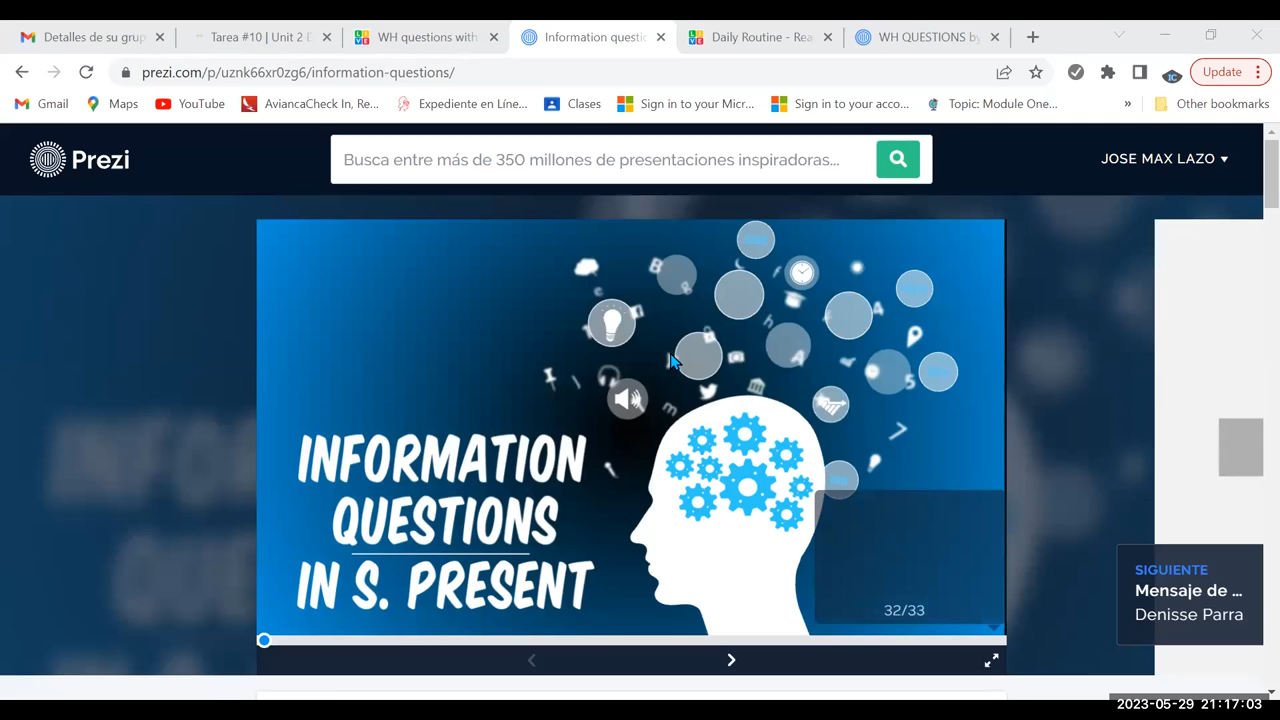 Detalles de su grup
Tarea #10 | Unit 2 E
WH questions with
Information questi
Daily Routine - Rea
WH QUESTIONS by
prezi.com/p/uznk66xr0zg6/information-questions/
Update
Gmail
Maps
YouTube
AviancaCheck In, Re...
Expediente en Líne...
Clases
Sign in to your Micr...
Sign in to your acco...
Topic: Module One...
»
Other bookmarks
Prezi
Busca entre más de 350 millones de presentaciones inspiradoras...
JOSE MAX LAZO
INFORMATION
QUESTIONS
IN S. PRESENT
32/33
SIGUIENTE
Mensaje de ...
Denisse Parra
2023-05-29 21:17:03